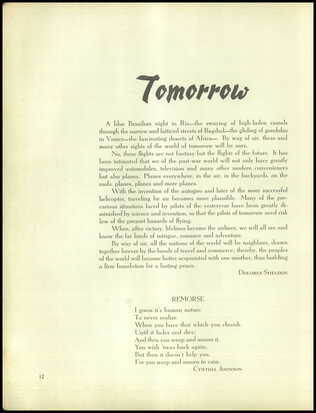 Tomorrow
A blue Brazilian night in Rio—the swaying of high-laden camels
through the narrow and latticed streets of Bagdad—the gliding of gondolas
in Venice—the fascinating deserts of Africa—. By way of air, these and
many other sights of the world of tomorrow will be ours.
No, these flights are not fantasy but the flights of the future. It has
been intimated that we of the post-war world will not only have greatly
improved automobiles, television and many other modern conveniences
but also planes. Planes everywhere, in the air, in the backyards, on the
roofs, planes, planes and more planes.
With the invention of the autogiro and later of the more successful
helicopter, traveling by air becomes more plausible. Many of the pre-
carious situations faced by pilots of the yesteryear have been greatly di-
minished by science and invention, so that the pilots of tomorrow need risk
few of the present hazards of flying.
When, after victory, lifelines become the airlines, we will all see and
know the far lands of intrigue, romance and adventure.
By way of air, all the nations of the world will be neighbors, drawn
together forever by the bonds of travel and commerce; thereby, the peoples
of the world will become better acquainted with one another, thus building
a firm foundation for a lasting peace.
Dolores Sheldon
REMORSE
I guess it's human nature
To never realize
When you have that which you cherish
Until it fades and dies;
And then you weep and mourn it,
You wish 'twas back again,
But then it doesn't help you,
For you weep and mourn in vain.
Cynthia Johnson
12